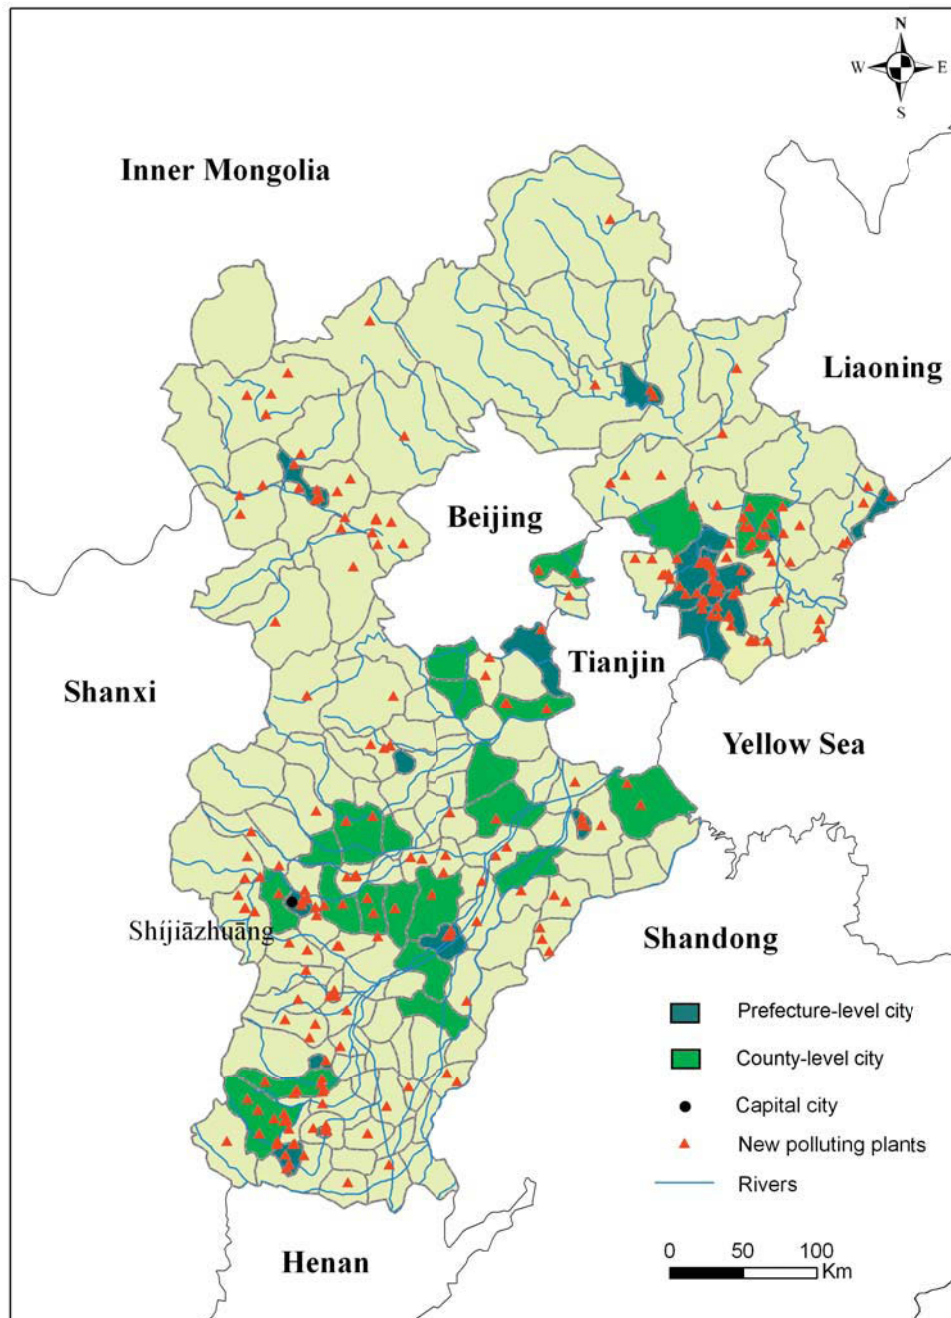 N
W E
S
Inner Mongolia
Liaoning
Beijing
Tianjin
Shanxi
Yellow Sea
Shíjiāzhuāng
Shandong
Prefecture-level city
County-level city
Capital city
New polluting plants
Rivers
Henan
0 50 100
Km